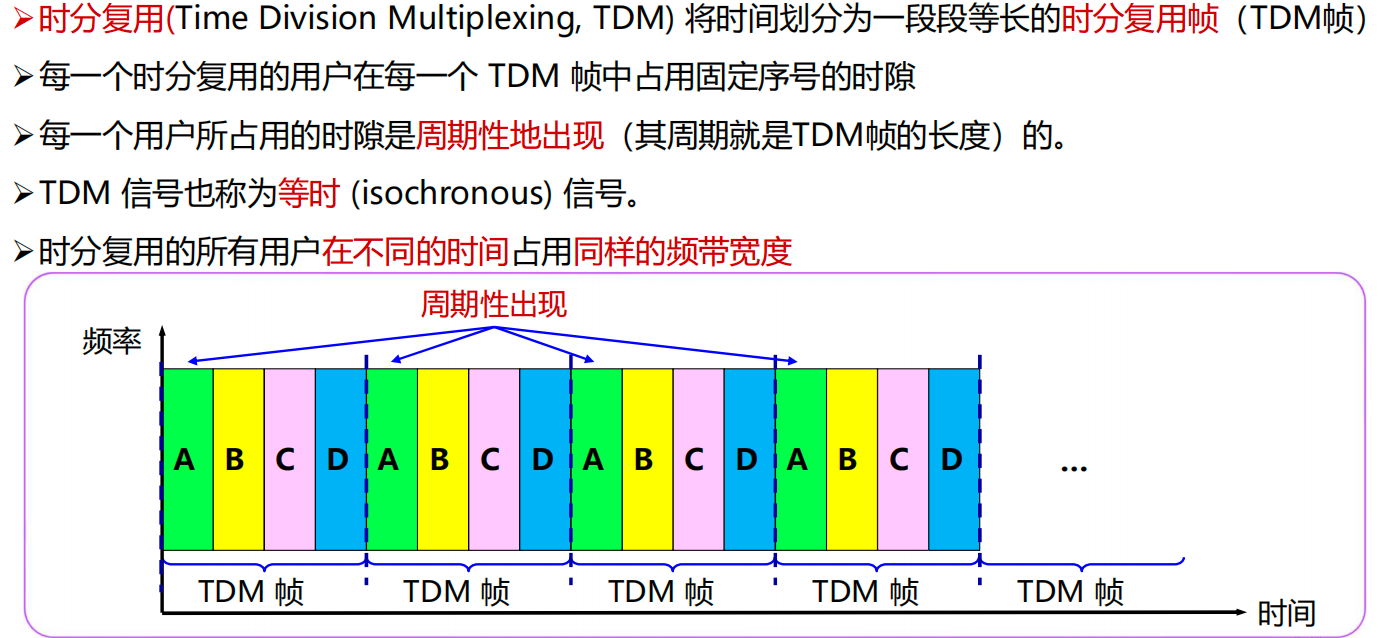 ➢时分复用(Time Division Multiplexing, TDM) 将时间划分为一段段等长的时分复用帧（TDM帧）
➢每一个时分复用的用户在每一个 TDM 帧中占用固定序号的时隙
➢每一个用户所占用的时隙是周期性地出现（其周期就是TDM帧的长度）的。
➢TDM 信号也称为等时 (isochronous) 信号。
➢时分复用的所有用户在不同的时间占用同样的频带宽度
周期性出现
频率
A B C D A B C D A B C D A B C D ...
TDM 帧 TDM 帧 TDM 帧 TDM 帧 TDM 帧
时间